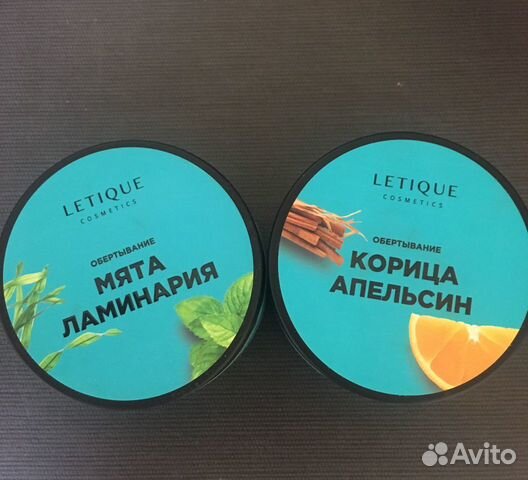 LETIQUE
COSMETICS
ОБЕРТЫВАНИЕ
МЯТА
ЛАМИНАРИЯ
LETIQUE
COSMETICS
ОБЕРТЫВАНИЕ
КОРИЦА
АПЕЛЬСИН
Avito